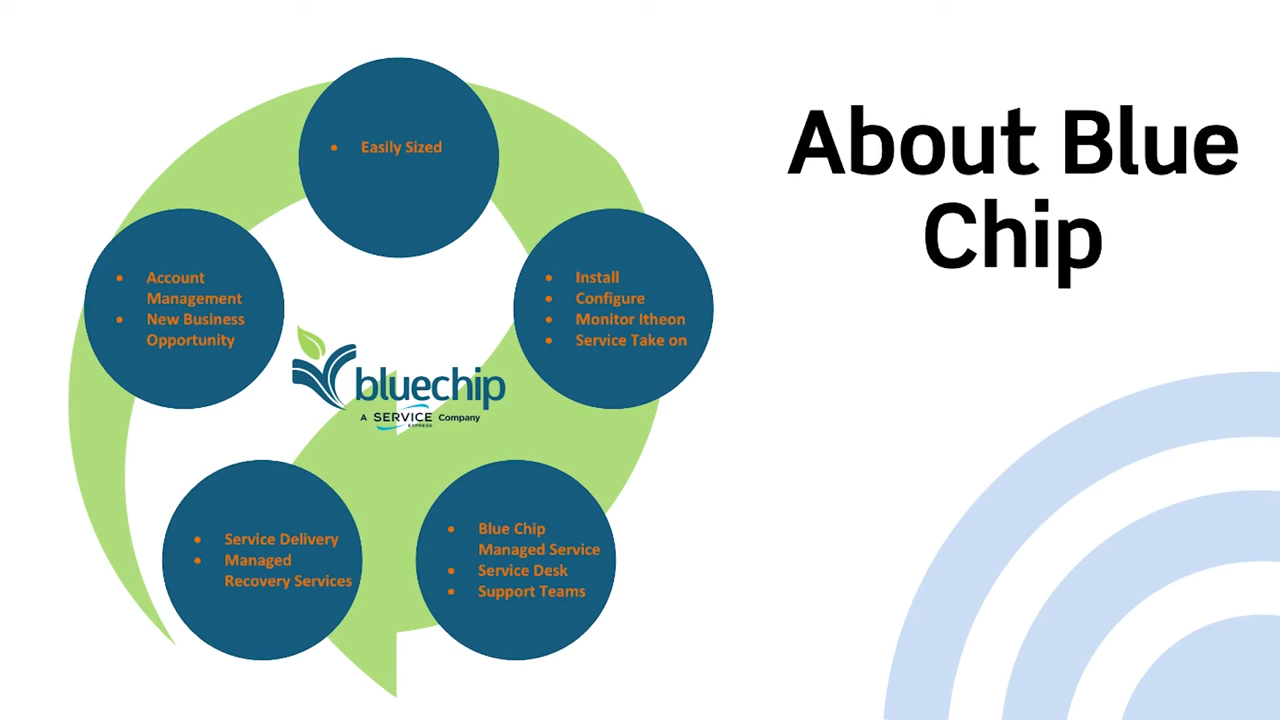 About Blue
Chip
• Easily Sized
• Account
Management
• New Business
Opportunity
• Install
• Configure
• Monitor Itheon
• Service Take on
bluechip
A SERVICE EXPRESS Company
• Service Delivery
• Managed
Recovery Services
• Blue Chip
Managed Service
• Service Desk
• Support Teams